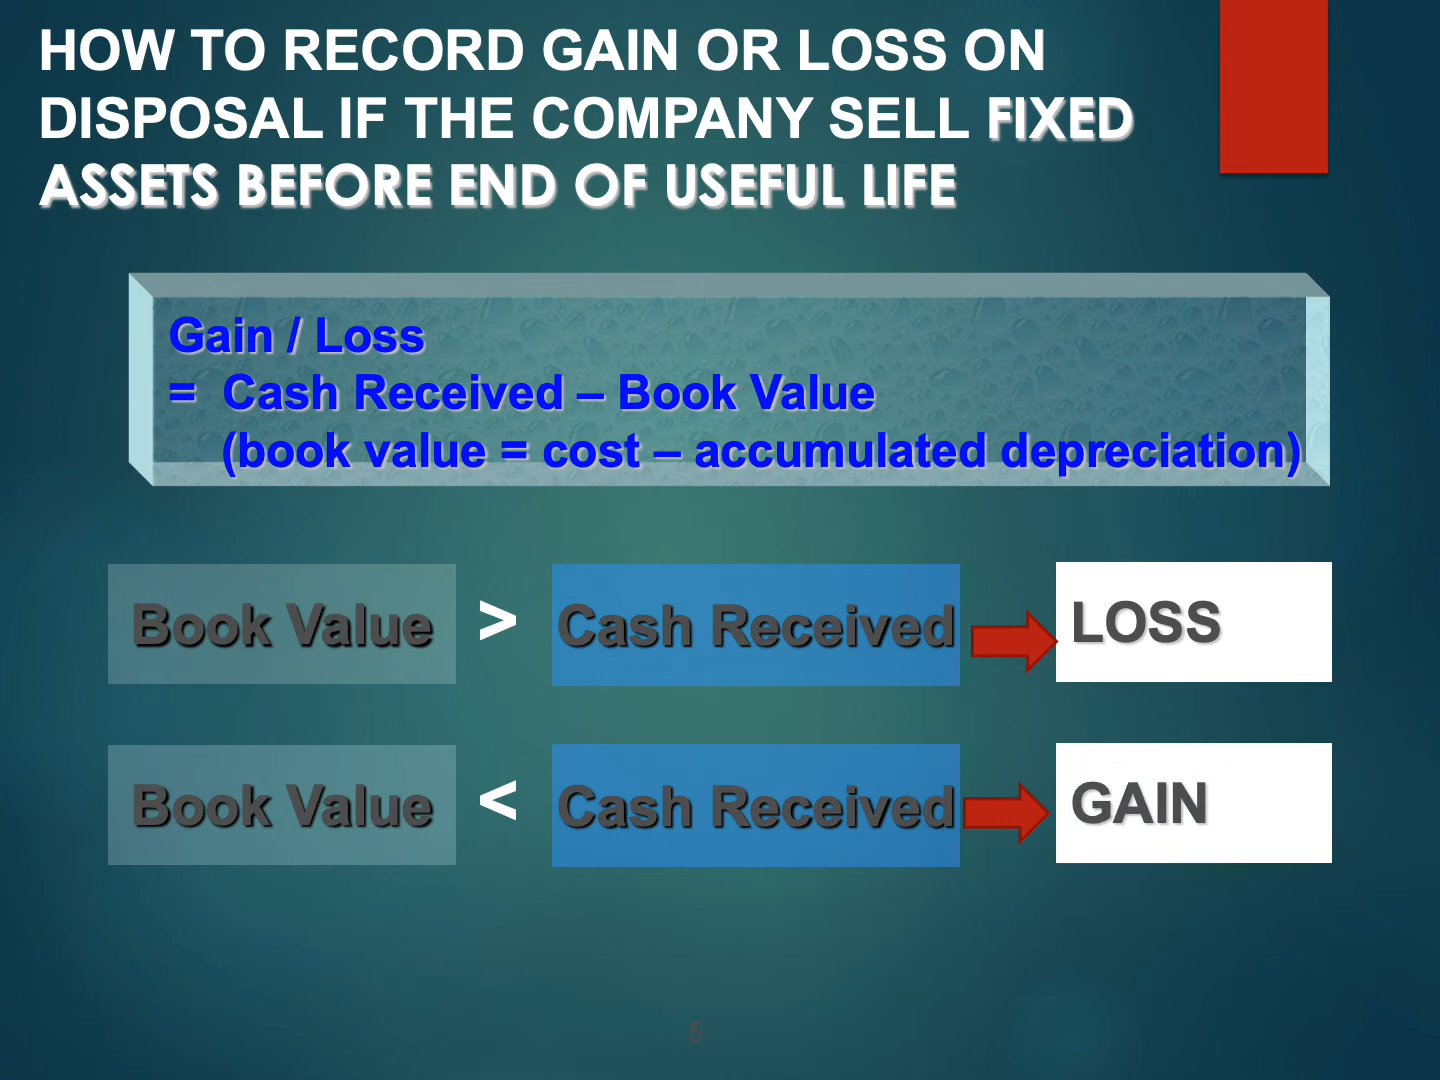 HOW TO RECORD GAIN OR LOSS ON
DISPOSAL IF THE COMPANY SELL FIXED
ASSETS BEFORE END OF USEFUL LIFE
Gain / Loss
= Cash Received – Book Value
(book value = cost – accumulated depreciation)
Book Value > Cash Received LOSS
Book Value < Cash Received GAIN
5